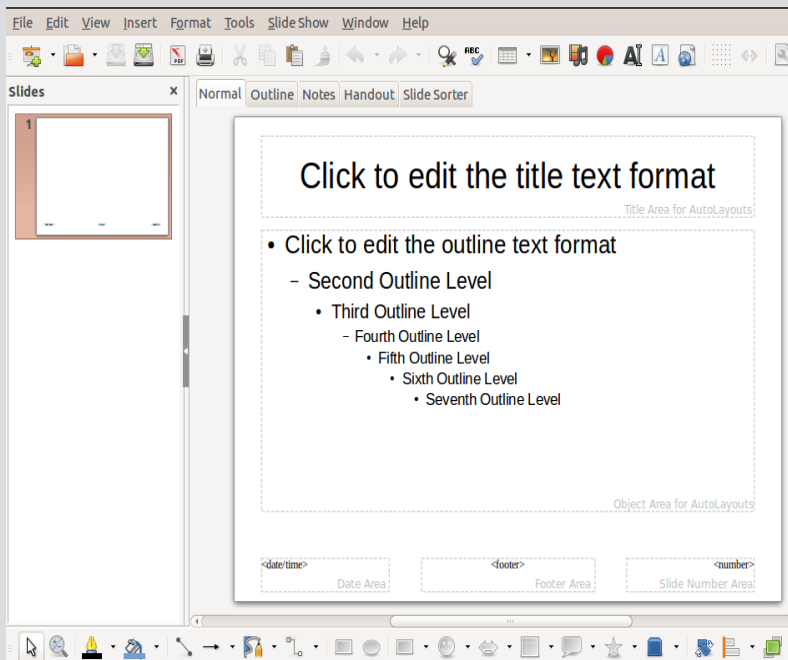 File Edit View Insert Format Tools Slide Show Window Help
PDF
ABC
A
A
Slides x
Normal Outline Notes Handout Slide Sorter
1
Click to edit the title text format
Title Area for AutoLayouts
• Click to edit the outline text format
– Second Outline Level
• Third Outline Level
– Fourth Outline Level
• Fifth Outline Level
• Sixth Outline Level
• Seventh Outline Level
Object Area for AutoLayouts
<date/time> <footer> <number>
Date Area Footer Area Slide Number Area